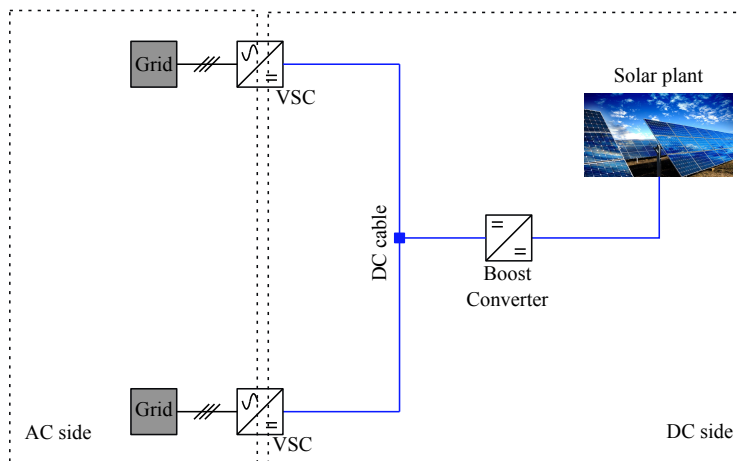 Grid
VSC
Solar plant
DC cable
Boost
Converter
Grid
VSC
AC side
DC side